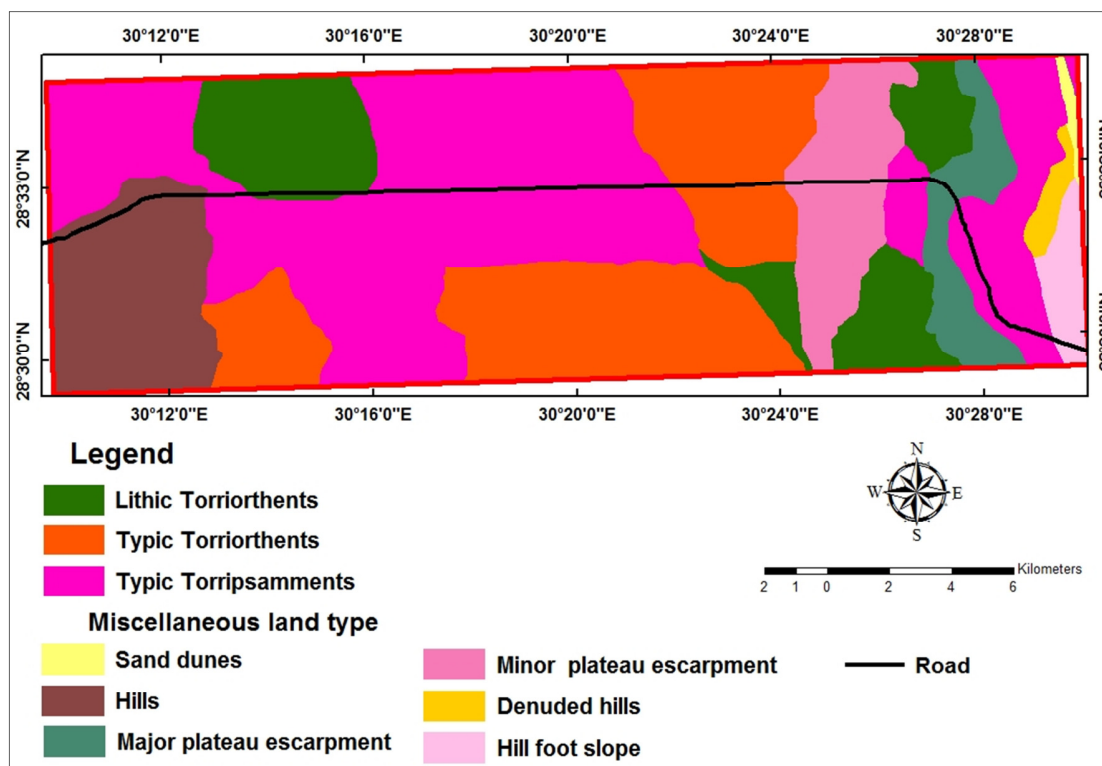 30°12'0"E 30°16'0"E 30°20'0"E 30°24'0"E 30°28'0"E
28°33'0"N
28°30'0"N
30°12'0"E 30°16'0"E 30°20'0"E 30°24'0"E 30°28'0"E
Legend
Lithic Torriorthents
Typic Torriorthents
Typic Torripsamments
N
W E
S
Kilometers
2 1 0 2 4 6
Miscellaneous land type
Sand dunes
Hills
Major plateau escarpment
Minor plateau escarpment
Denuded hills
Hill foot slope
Road